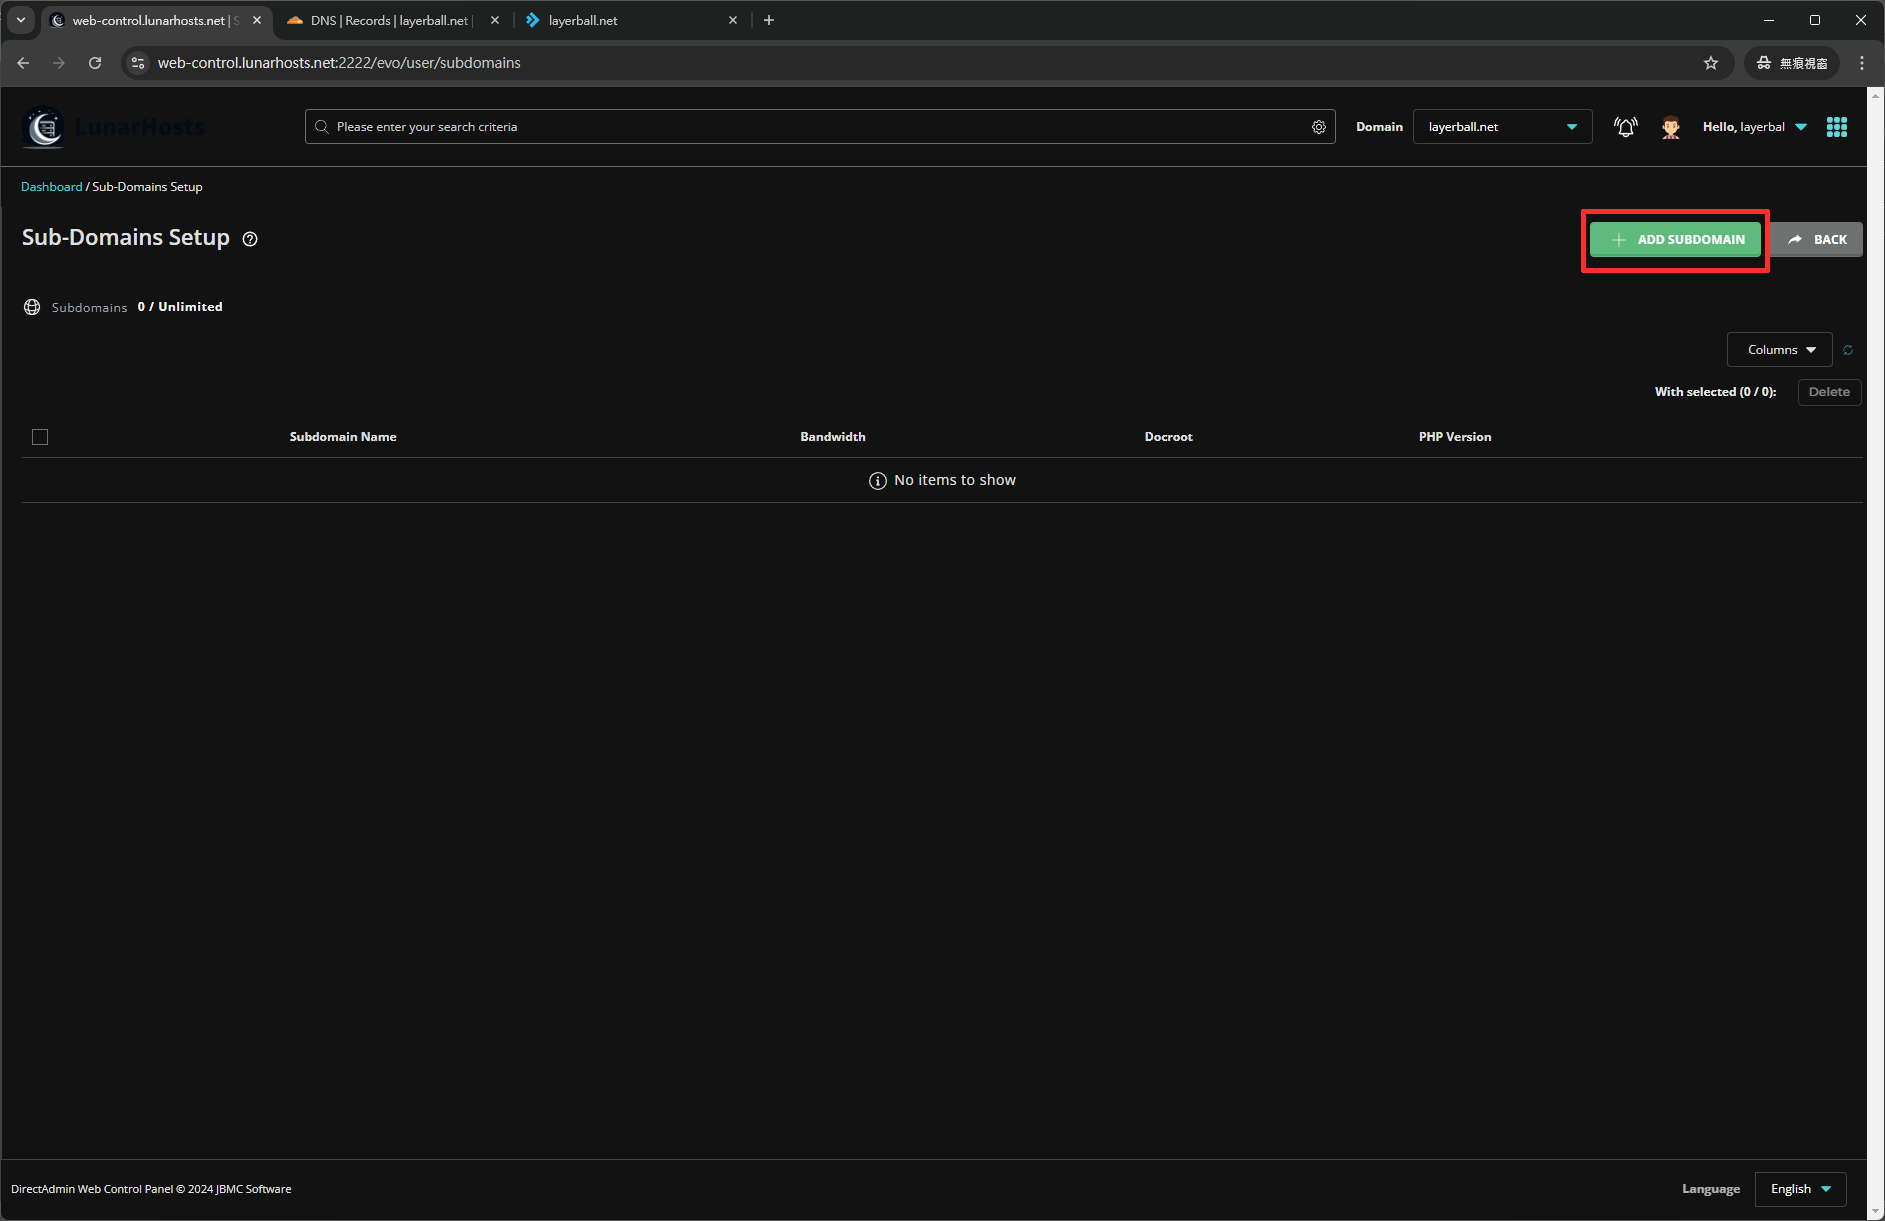 web-control.lunarhosts.net | S
DNS | Records | layerball.net |
layerball.net
web-control.lunarhosts.net:2222/evo/user/subdomains
無痕視窗
LunarHosts
Please enter your search criteria
Domain
layerball.net
Hello, layerbal
Dashboard / Sub-Domains Setup
Sub-Domains Setup
ADD SUBDOMAIN
BACK
Subdomains 0 / Unlimited
Columns
With selected (0 / 0):
Delete
Subdomain Name
Bandwidth
Docroot
PHP Version
No items to show
DirectAdmin Web Control Panel © 2024 JBMC Software
Language
English